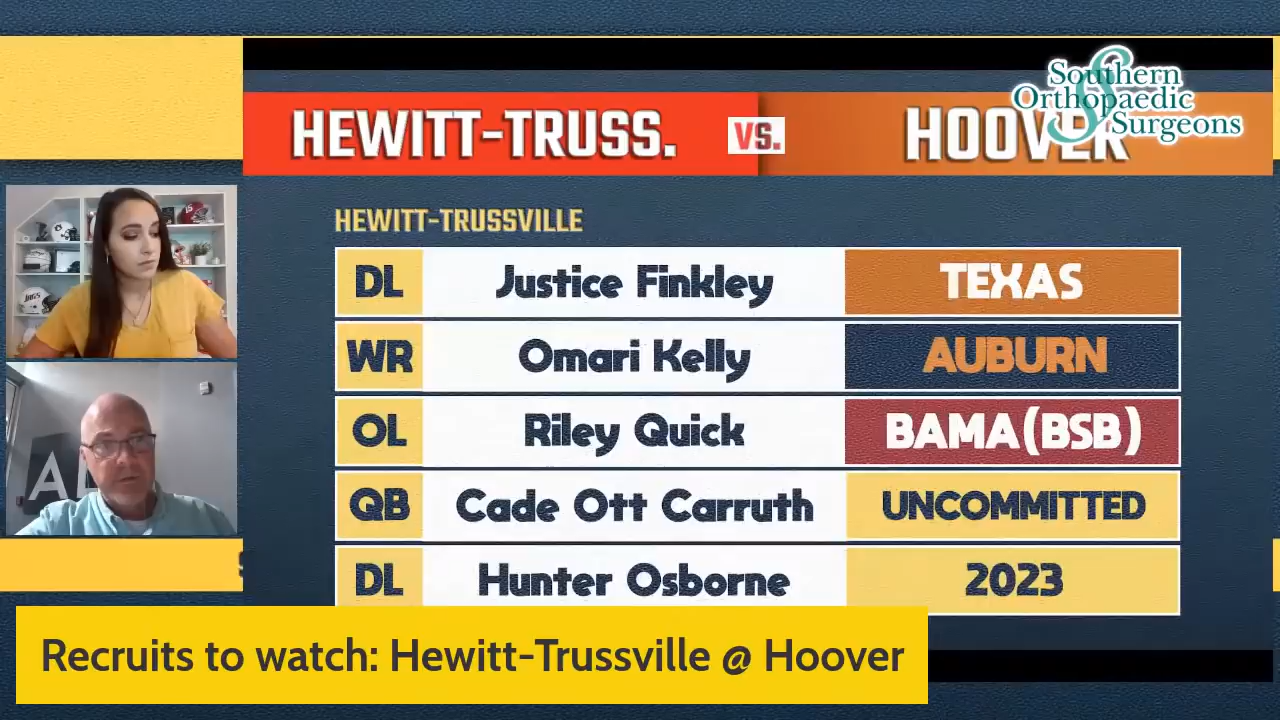 Southern
Orthopaedic
Surgeons
HEWITT-TRUSS. VS. HOOVER
HEWITT-TRUSSVILLE
DL Justice Finkley TEXAS
WR Omari Kelly AUBURN
OL Riley Quick BAMA(BSB)
QB Cade Ott Carruth UNCOMMITTED
DL Hunter Osborne 2023
Recruits to watch: Hewitt-Trussville @ Hoover